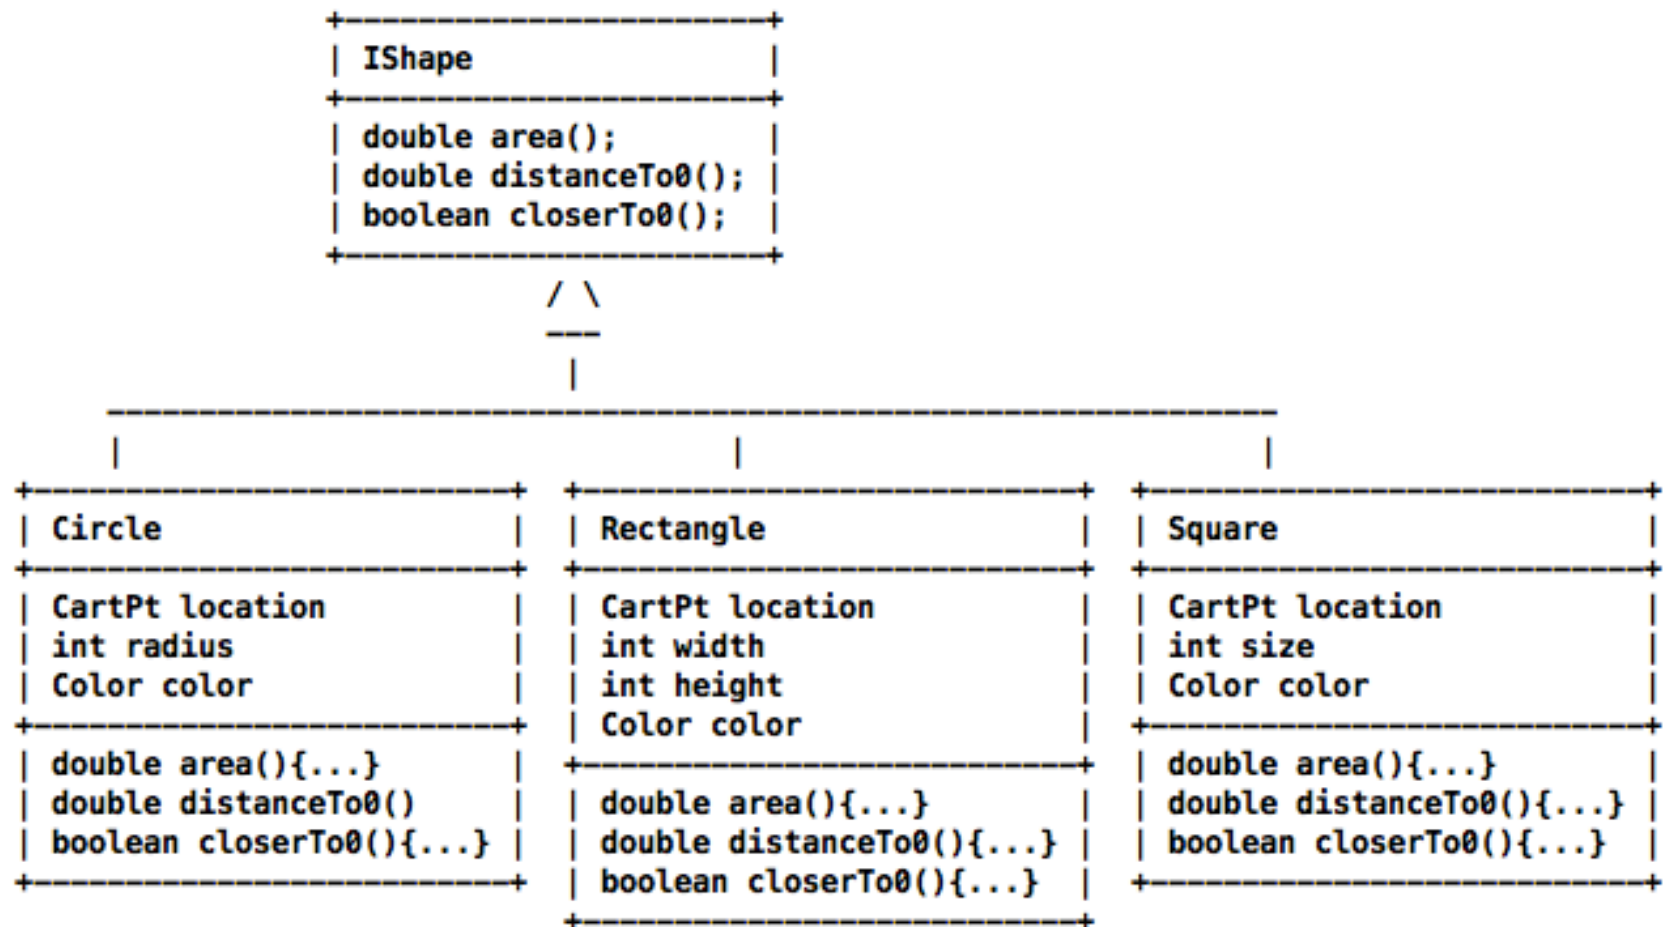 +-----------------------+
| IShape                |
+-----------------------+
| double area();        |
| double distanceTo0(); |
| boolean closerTo0();  |
+-----------------------+
/ \
---
|
----------------------------------------------------------------
| | |
+--------------------------+  +---------------------------+  +---------------------------+
| Circle                   |  | Rectangle                 |  | Square                    |
+--------------------------+  +---------------------------+  +---------------------------+
| CartPt location          |  | CartPt location           |  | CartPt location           |
| int radius               |  | int width                 |  | int size                  |
| Color color              |  | int height                |  | Color color               |
+--------------------------+  | Color color               |  +---------------------------+
| double area(){...}       |  +---------------------------+  | double area(){...}        |
| double distanceTo0()     |  | double area(){...}        |  | double distanceTo0(){...} |
| boolean closerTo0(){...} |  | double distanceTo0(){...} |  | boolean closerTo0(){...}  |
+--------------------------+  | boolean closerTo0(){...}  |  +---------------------------+
+---------------------------+